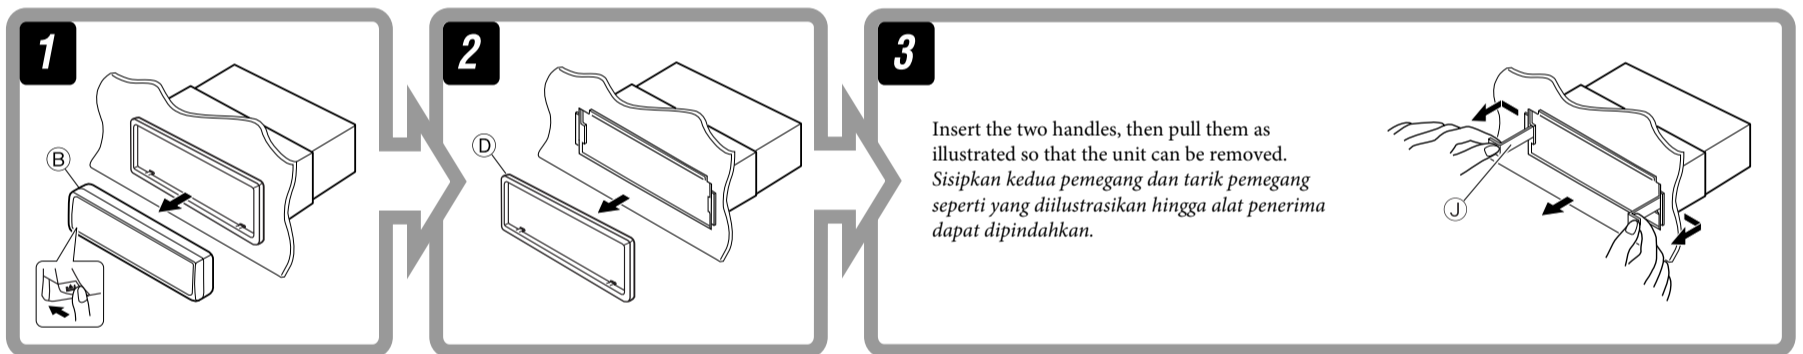 1
B
2
D
3
Insert the two handles, then pull them as
illustrated so that the unit can be removed.
Sisipkan kedua pemegang dan tarik pemegang
seperti yang diilustrasikan hingga alat penerima
dapat dipindahkan.
J